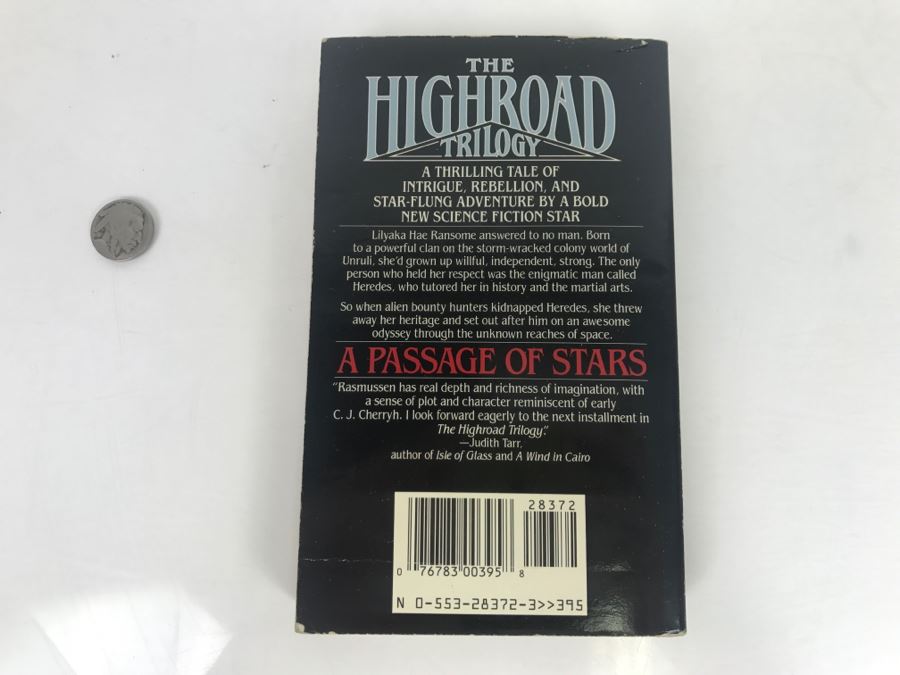 THE
HIGHROAD
TRILOGY
A THRILLING TALE OF
INTRIGUE, REBELLION, AND
STAR-FLUNG ADVENTURE BY A BOLD
NEW SCIENCE FICTION STAR
Lilyaka Hae Ransome answered to no man. Born
to a powerful clan on the storm-wracked colony world of
Unruli, she'd grown up willful, independent, strong. The only
person who held her respect was the enigmatic man called
Heredes, who tutored her in history and the martial arts.
So when alien bounty hunters kidnapped Heredes, she threw
away her heritage and set out after him on an awesome
odyssey through the unknown reaches of space.
A PASSAGE OF STARS
"Rasmussen has real depth and richness of imagination, with
a sense of plot and character reminiscent of early
C. J. Cherryh. I look forward eagerly to the next installment in
The Highroad Trilogy."
—Judith Tarr,
author of Isle of Glass and A Wind in Cairo
28372
0 76783 00395 8
N 0-553-28372-3>>395